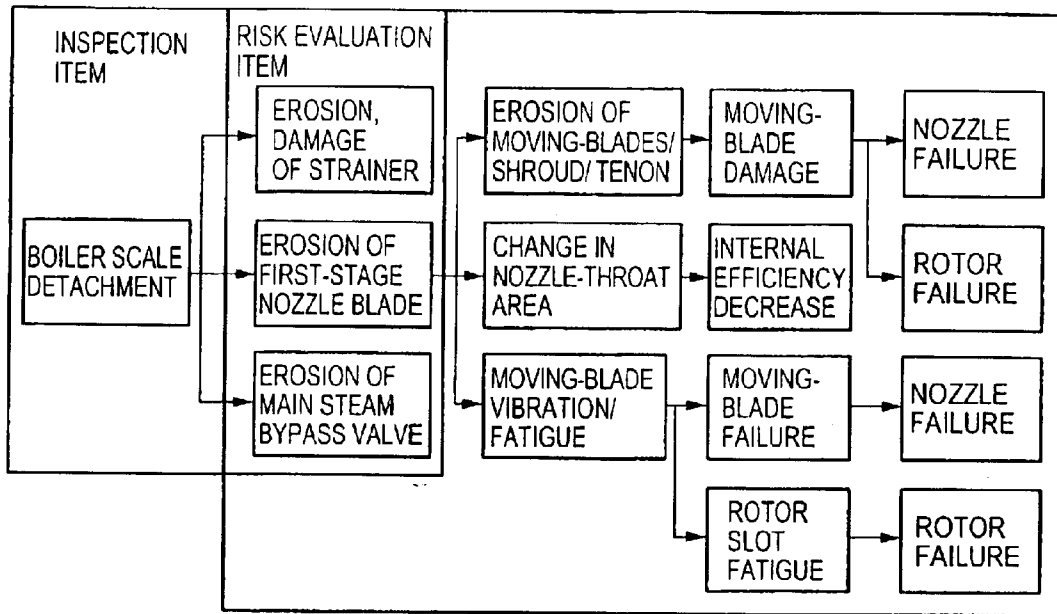 INSPECTION
ITEM
RISK EVALUATION
ITEM
BOILER SCALE
DETACHMENT
EROSION,
DAMAGE
OF STRAINER
EROSION OF
FIRST-STAGE
NOZZLE BLADE
EROSION OF
MAIN STEAM
BYPASS VALVE
EROSION OF
MOVING-BLADES/
SHROUD/ TENON
CHANGE IN
NOZZLE-THROAT
AREA
MOVING-BLADE
VIBRATION/
FATIGUE
MOVING-
BLADE
DAMAGE
INTERNAL
EFFICIENCY
DECREASE
MOVING-
BLADE
FAILURE
ROTOR
SLOT
FATIGUE
NOZZLE
FAILURE
ROTOR
FAILURE
NOZZLE
FAILURE
ROTOR
FAILURE